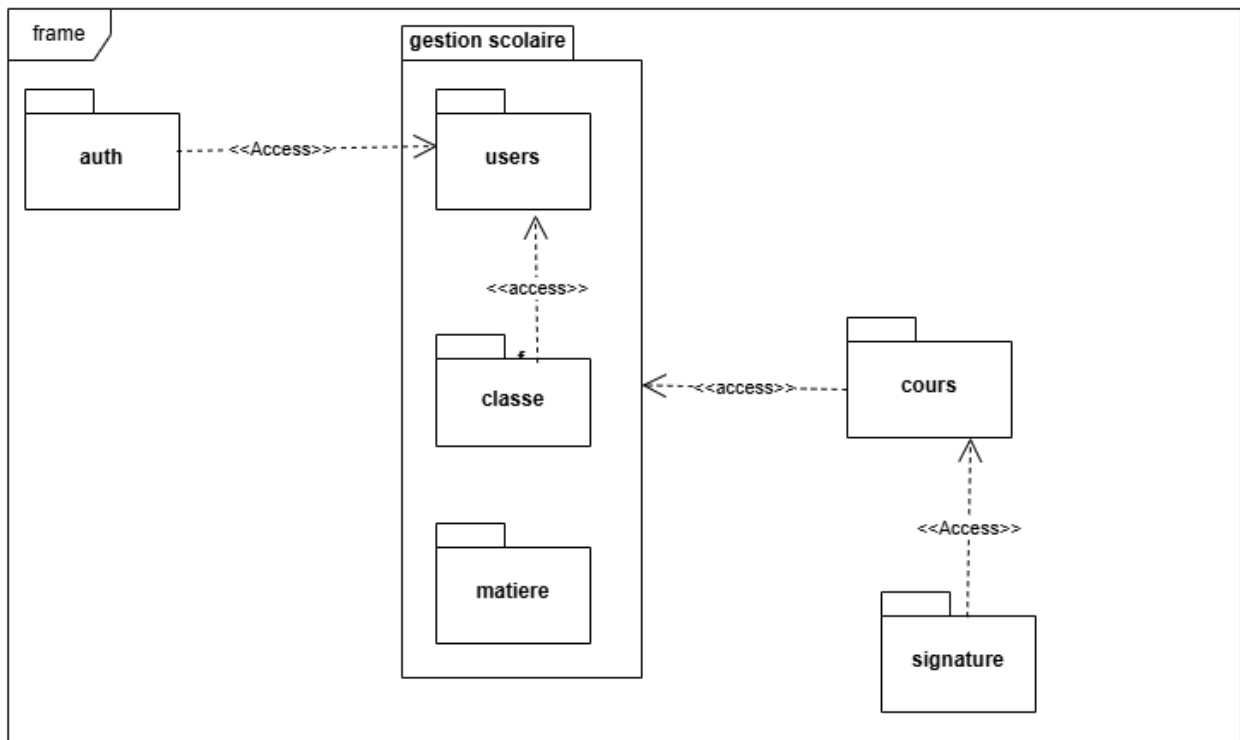 frame
gestion scolaire
auth
<<Access>>
users
<<access>>
classe
<<access>>
cours
<<Access>>
matiere
signature